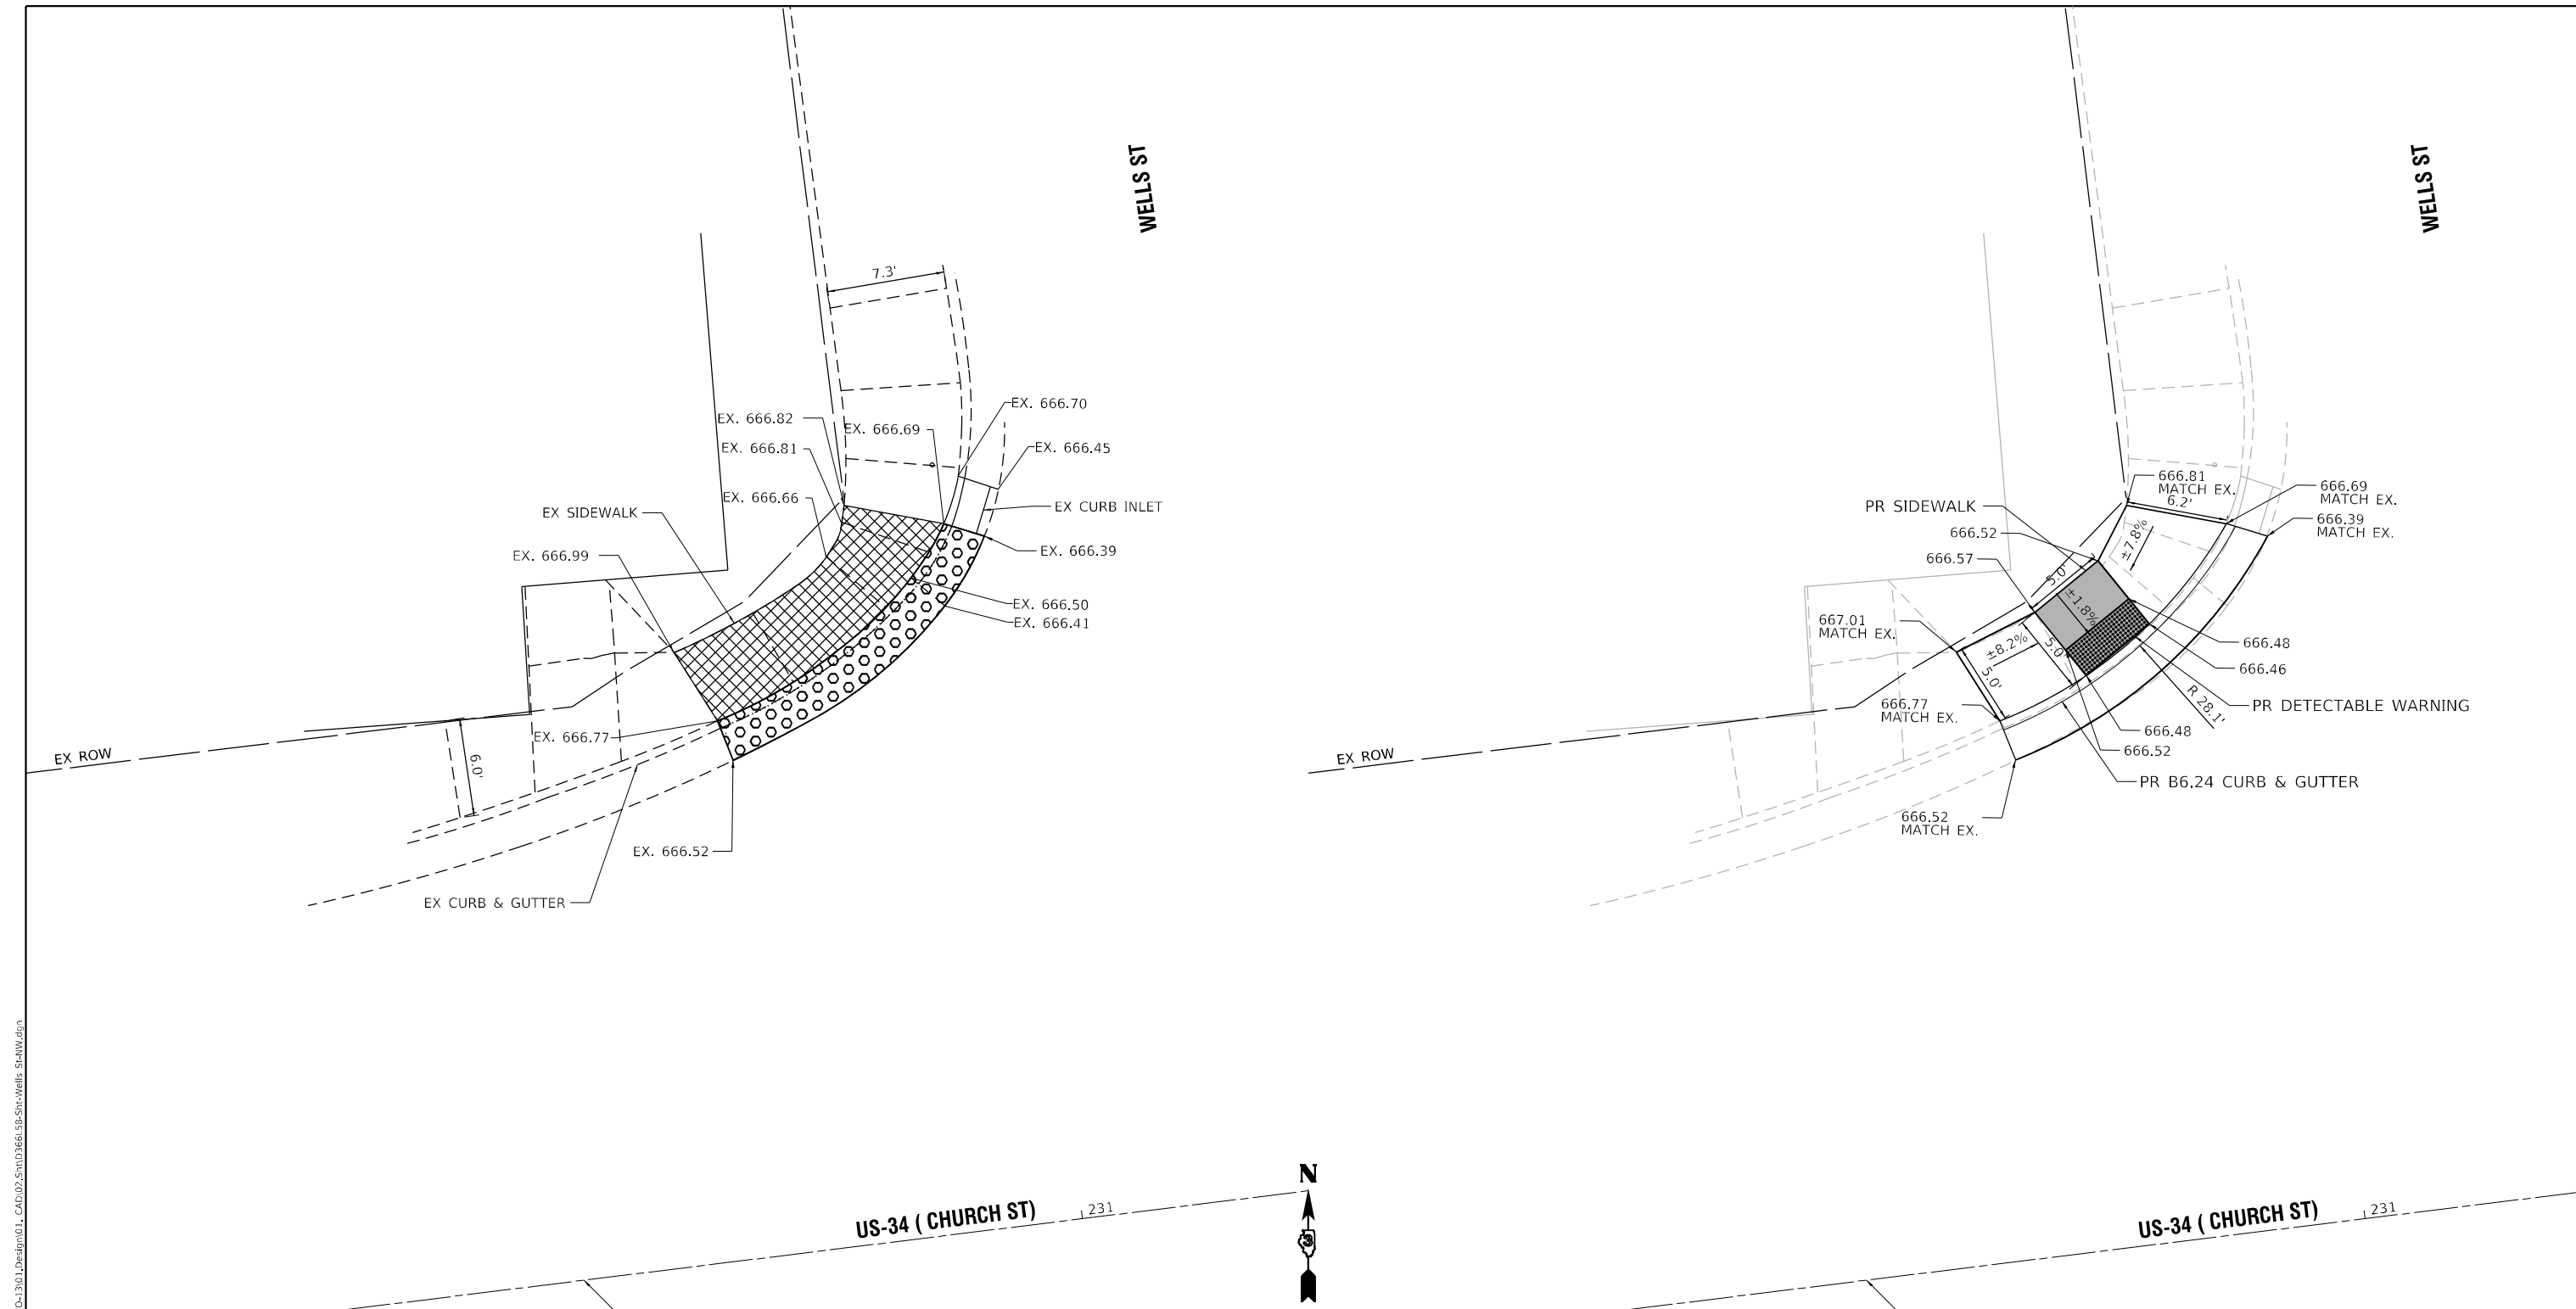 WELLS ST
7.3'
EX. 666.70
EX. 666.82
EX. 666.69
EX. 666.81
EX. 666.45
EX. 666.66
EX SIDEWALK
EX CURB INLET
EX. 666.99
EX. 666.39
EX. 666.50
EX. 666.41
EX. 666.77
EX ROW
6.0'
EX. 666.52
EX CURB & GUTTER
US-34 ( CHURCH ST)
231
N
3
WELLS ST
666.81
MATCH EX.
6.2'
666.69
MATCH EX.
PR SIDEWALK
666.39
MATCH EX.
666.52
±7.8%
666.57
5.0'
±1.8%
667.01
MATCH EX.
±8.2%
5.0'
5.0'
666.48
666.46
R 28.1'
PR DETECTABLE WARNING
666.77
MATCH EX.
666.48
666.52
EX ROW
PR B6.24 CURB & GUTTER
666.52
MATCH EX.
US-34 ( CHURCH ST)
231